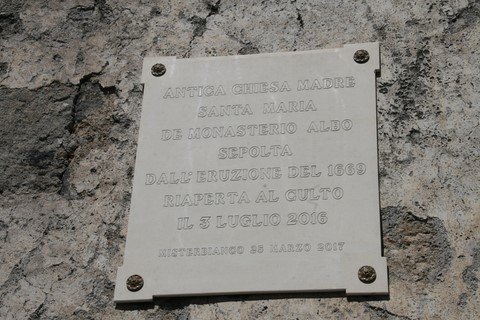 ANTICA CHIESA MADRE
SANTA MARIA
DE MONASTERIO ALBO
SEPOLTA
DALL'ERUZIONE DEL 1669
RIAPERTA AL CULTO
IL 3 LUGLIO 2016
MISTERBIANCO 26 MARZO 2017